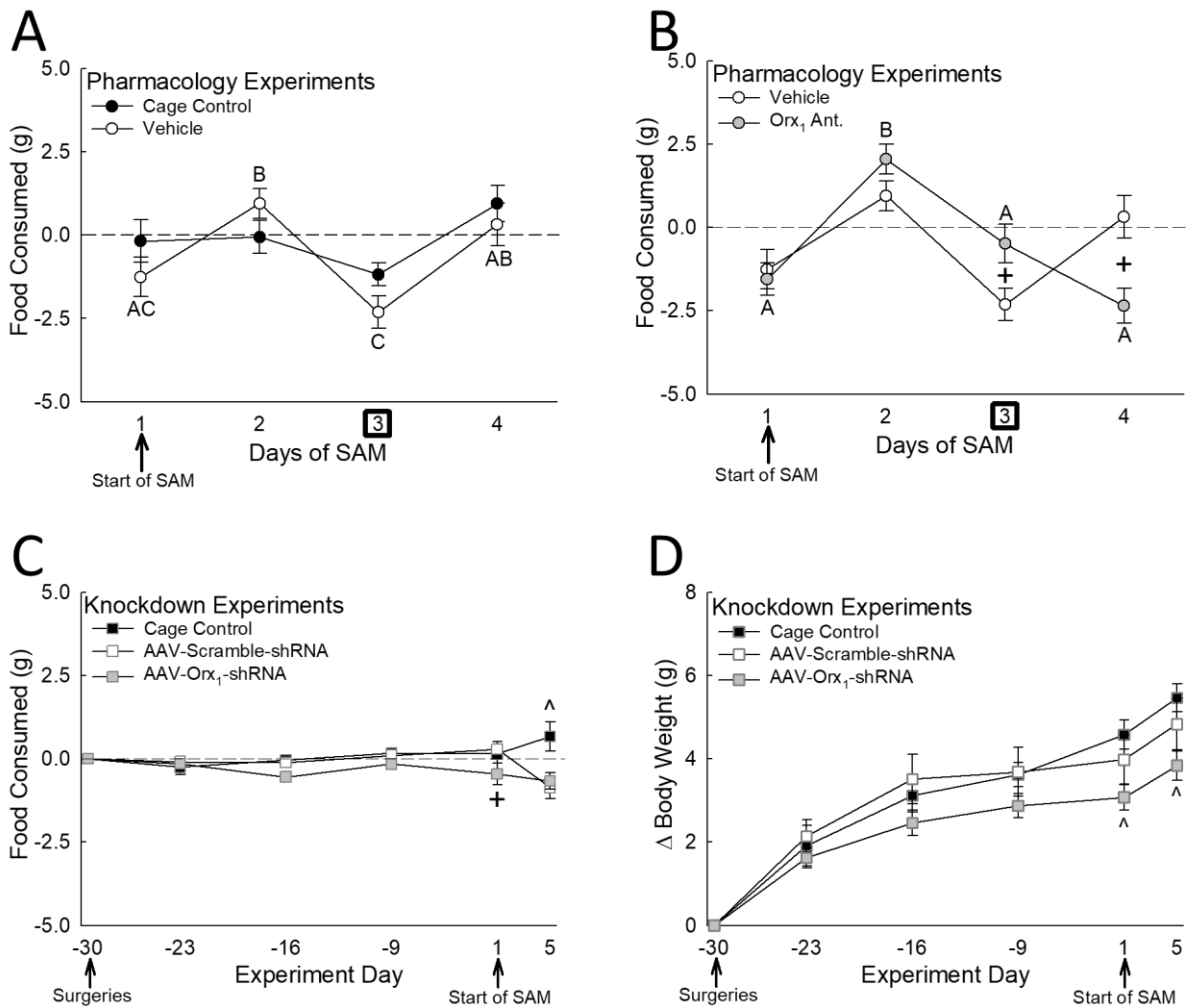 A
Pharmacology Experiments
Cage Control
Vehicle
Food Consumed (g)
5.0
2.5
0.0
-2.5
-5.0
AC
B
C
AB
1
2
3
4
Days of SAM
Start of SAM
B
Pharmacology Experiments
Vehicle
Orx₁ Ant.
Food Consumed (g)
5.0
2.5
0.0
-2.5
-5.0
A
B
A
+
+
A
1
2
3
4
Days of SAM
Start of SAM
C
Knockdown Experiments
Cage Control
AAV-Scramble-shRNA
AAV-Orx₁-shRNA
Food Consumed (g)
5.0
2.5
0.0
-2.5
-5.0
+
^
-30
-23
-16
-9
1
5
Experiment Day
Surgeries
Start of SAM
D
Knockdown Experiments
Cage Control
AAV-Scramble-shRNA
AAV-Orx₁-shRNA
Δ Body Weight (g)
8
6
4
2
0
^
^
-30
-23
-16
-9
1
5
Experiment Day
Surgeries
Start of SAM